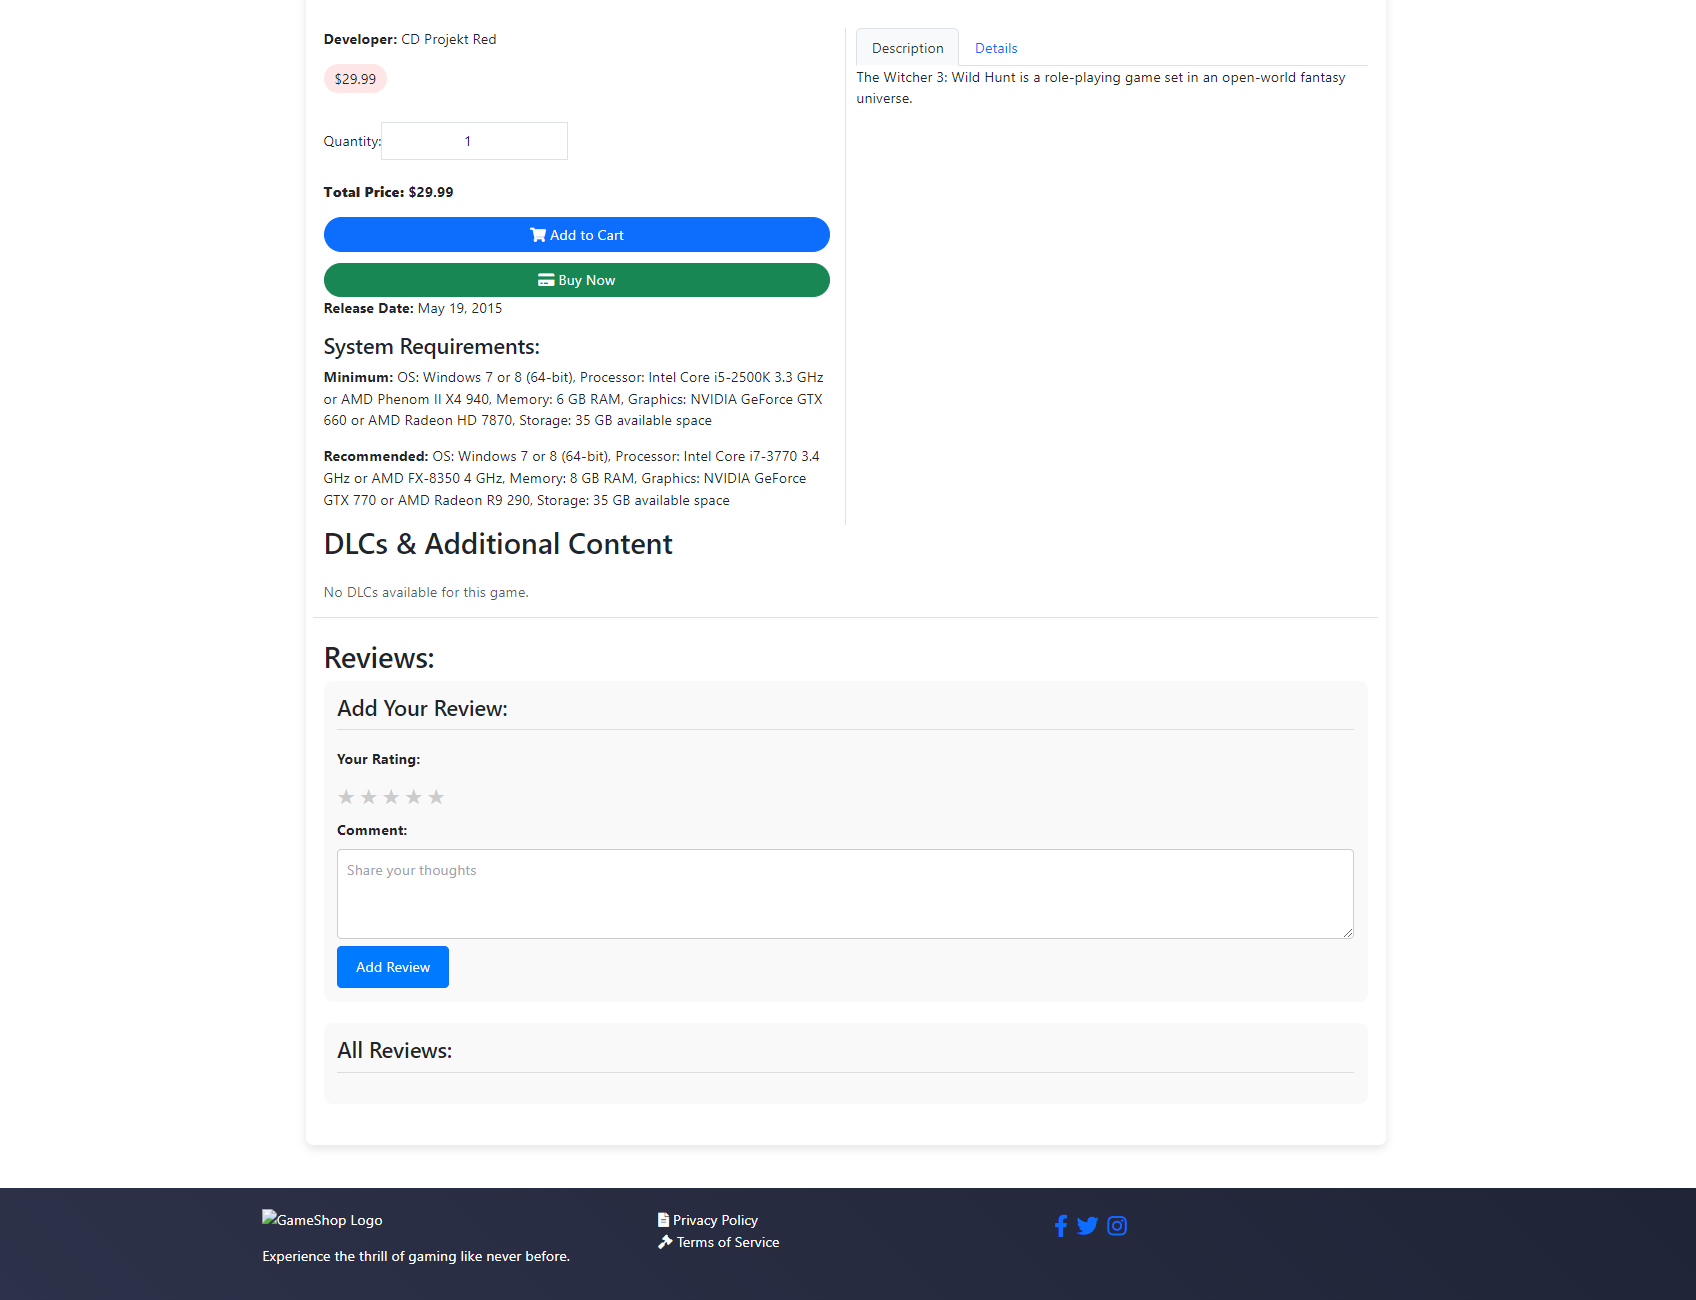 Developer: CD Projekt Red
$29.99
Quantity: 1
Total Price: $29.99
Add to Cart
Buy Now
Release Date: May 19, 2015
System Requirements:
Minimum: OS: Windows 7 or 8 (64-bit), Processor: Intel Core i5-2500K 3.3 GHz
or AMD Phenom II X4 940, Memory: 6 GB RAM, Graphics: NVIDIA GeForce GTX
660 or AMD Radeon HD 7870, Storage: 35 GB available space
Recommended: OS: Windows 7 or 8 (64-bit), Processor: Intel Core i7-3770 3.4
GHz or AMD FX-8350 4 GHz, Memory: 8 GB RAM, Graphics: NVIDIA GeForce
GTX 770 or AMD Radeon R9 290, Storage: 35 GB available space
Description Details
The Witcher 3: Wild Hunt is a role-playing game set in an open-world fantasy
universe.
DLCs & Additional Content
No DLCs available for this game.
Reviews:
Add Your Review:
Your Rating:
★ ★ ★ ★ ★
Comment:
Share your thoughts
Add Review
All Reviews:
GameShop Logo
Experience the thrill of gaming like never before.
Privacy Policy
Terms of Service